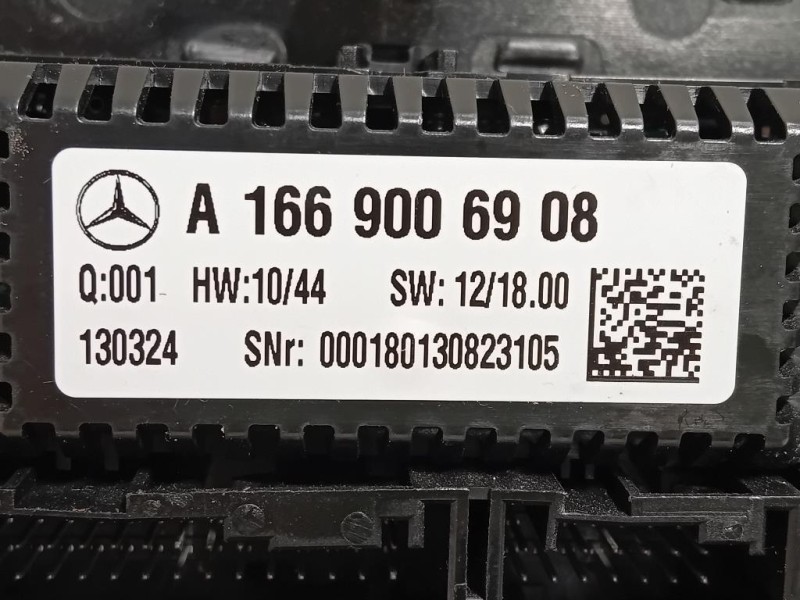 A 166 900 69 08
Q:001 HW:10/44 SW: 12/18.00
130324 SNr: 000180130823105